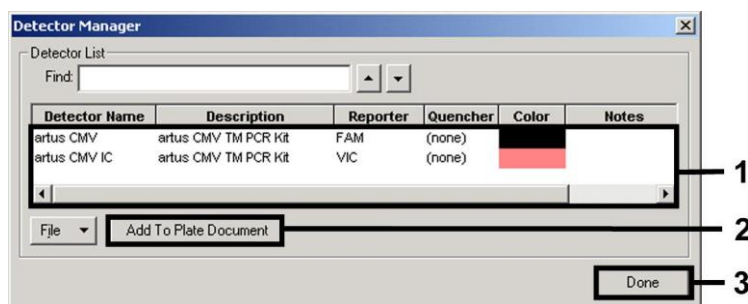 Detector Manager
Detector List
Find:
Detector Name Description Reporter Quencher Color Notes
artus CMV artus CMV TM PCR Kit FAM (none)
artus CMV IC artus CMV TM PCR Kit VIC (none)
1
File Add To Plate Document 2
Done 3